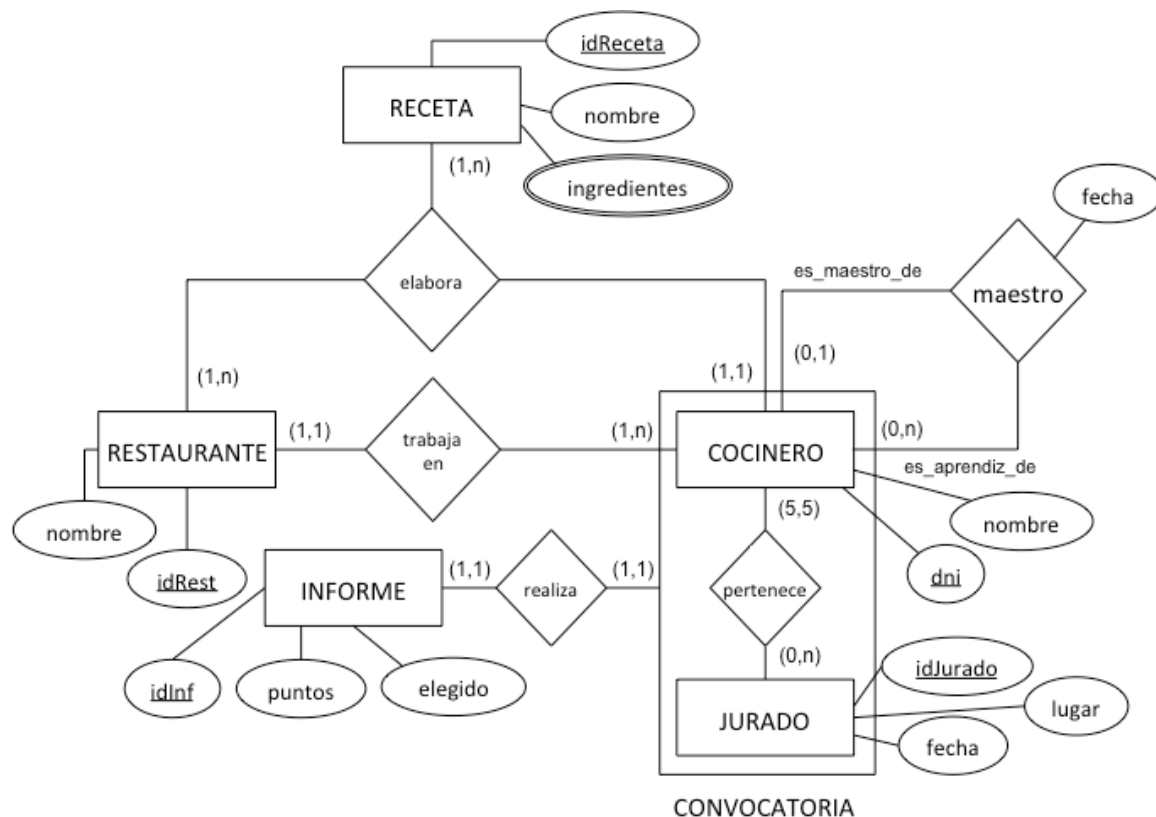 idReceta
RECETA
nombre
(1,n)
ingredientes
fecha
elabora
es_maestro_de
maestro
(0,1)
(1,n)
(1,1)
RESTAURANTE
(1,1)
trabaja
en
(1,n)
COCINERO
(0,n)
es_aprendiz_de
nombre
idRest
(5,5)
nombre
dni
INFORME
(1,1)
realiza
(1,1)
pertenece
idInf
puntos
elegido
(0,n)
idJurado
lugar
JURADO
fecha
CONVOCATORIA